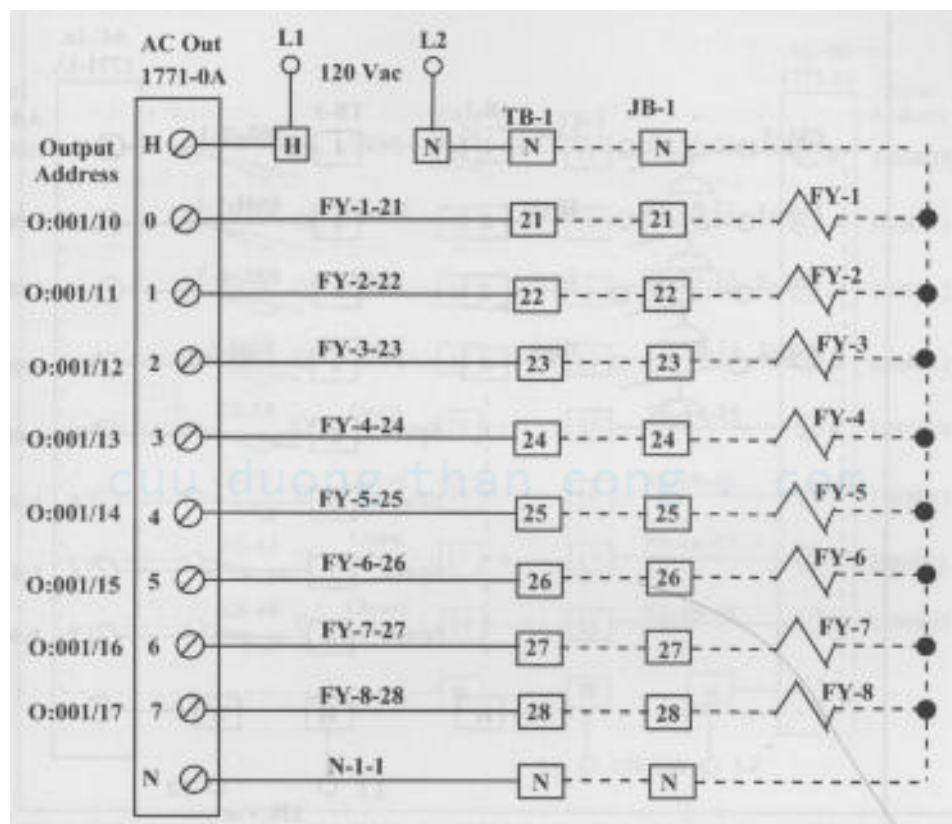 AC Out L1 L2
1771-0A 120 Vac
TB-1 JB-1
Output Address H H N N N
O:001/10 0 FY-1-21 21 21 FY-1
O:001/11 1 FY-2-22 22 22 FY-2
O:001/12 2 FY-3-23 23 23 FY-3
O:001/13 3 FY-4-24 24 24 FY-4
cuu duong than cong . com
O:001/14 4 FY-5-25 25 25 FY-5
O:001/15 5 FY-6-26 26 26 FY-6
O:001/16 6 FY-7-27 27 27 FY-7
O:001/17 7 FY-8-28 28 28 FY-8
N N-1-1 N N